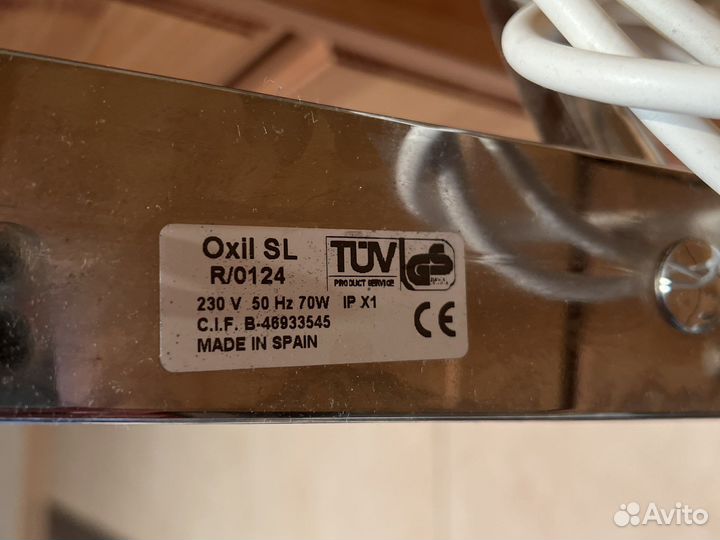 Oxil SL
R/0124
TÜV
PRODUCT SERVICE
GS
230 V 50 Hz 70W IP X1
C.I.F. B-46933545
CE
MADE IN SPAIN
Avito